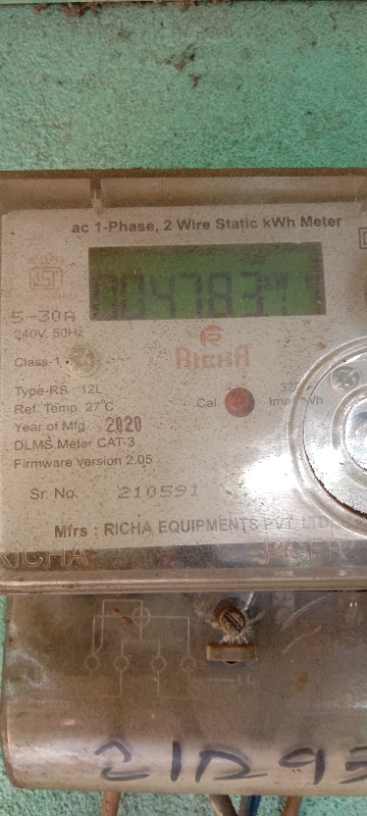 ac 1-Phase, 2 Wire Static kWh Meter
5-30A
240V, 50Hz
Class-1
RICHA
Type-RS 12L
Cal
Ref. Temp. 27°C
Year of Mfg 2020
DLMS Meter CAT-3
Firmware Version 2.05
Sr. No. 210591
Mfrs : RICHA EQUIPMENTS PVT. LTD
RICHA